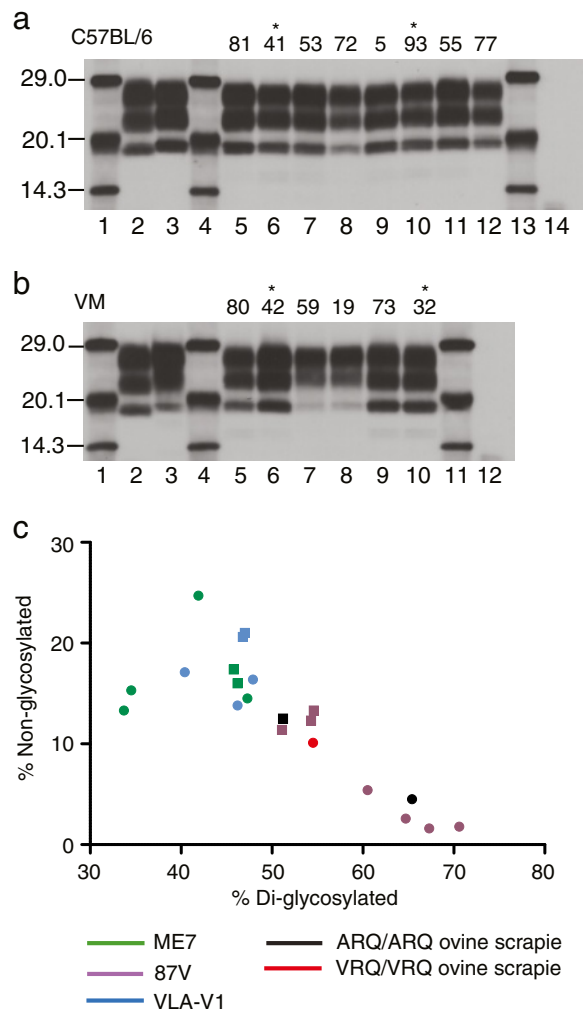 a
C57BL/6
* *
81 41 53 72 5 93 55 77
29.0
20.1
14.3
1 2 3 4 5 6 7 8 9 10 11 12 13 14
b
VM
* *
80 42 59 19 73 32
29.0
20.1
14.3
1 2 3 4 5 6 7 8 9 10 11 12
c
30
20
10
0
% Non-glycosylated
30 40 50 60 70 80
% Di-glycosylated
ME7 ARQ/ARQ ovine scrapie
87V VRQ/VRQ ovine scrapie
VLA-V1